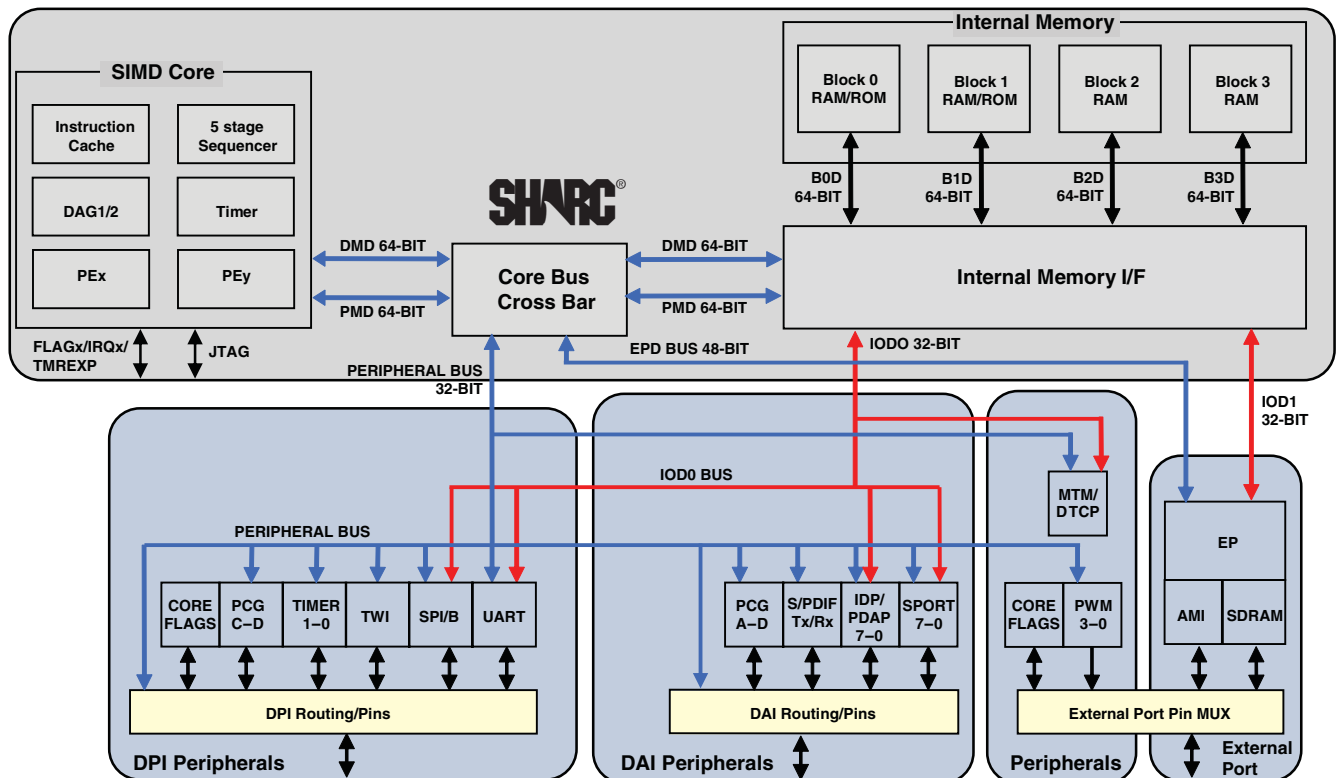 Internal Memory
SIMD Core
Block 0
RAM/ROM
Block 1
RAM/ROM
Block 2
RAM
Block 3
RAM
Instruction
Cache
5 stage
Sequencer
DAG1/2
Timer
PEx
PEy
B0D
64-BIT
B1D
64-BIT
B2D
64-BIT
B3D
64-BIT
SHARC®
DMD 64-BIT
DMD 64-BIT
Core Bus
Cross Bar
Internal Memory I/F
PMD 64-BIT
PMD 64-BIT
FLAGx/IRQx/
TMREXP
JTAG
EPD BUS 48-BIT
IODO 32-BIT
PERIPHERAL BUS
32-BIT
IOD1
32-BIT
IOD0 BUS
MTM/
DTCP
PERIPHERAL BUS
EP
CORE
FLAGS
PCG
C–D
TIMER
1–0
TWI
SPI/B
UART
PCG
A–D
S/PDIF
Tx/Rx
IDP/
PDAP
7–0
SPORT
7–0
CORE
FLAGS
PWM
3–0
AMI
SDRAM
DPI Routing/Pins
DAI Routing/Pins
External Port Pin MUX
DPI Peripherals
DAI Peripherals
Peripherals
External
Port